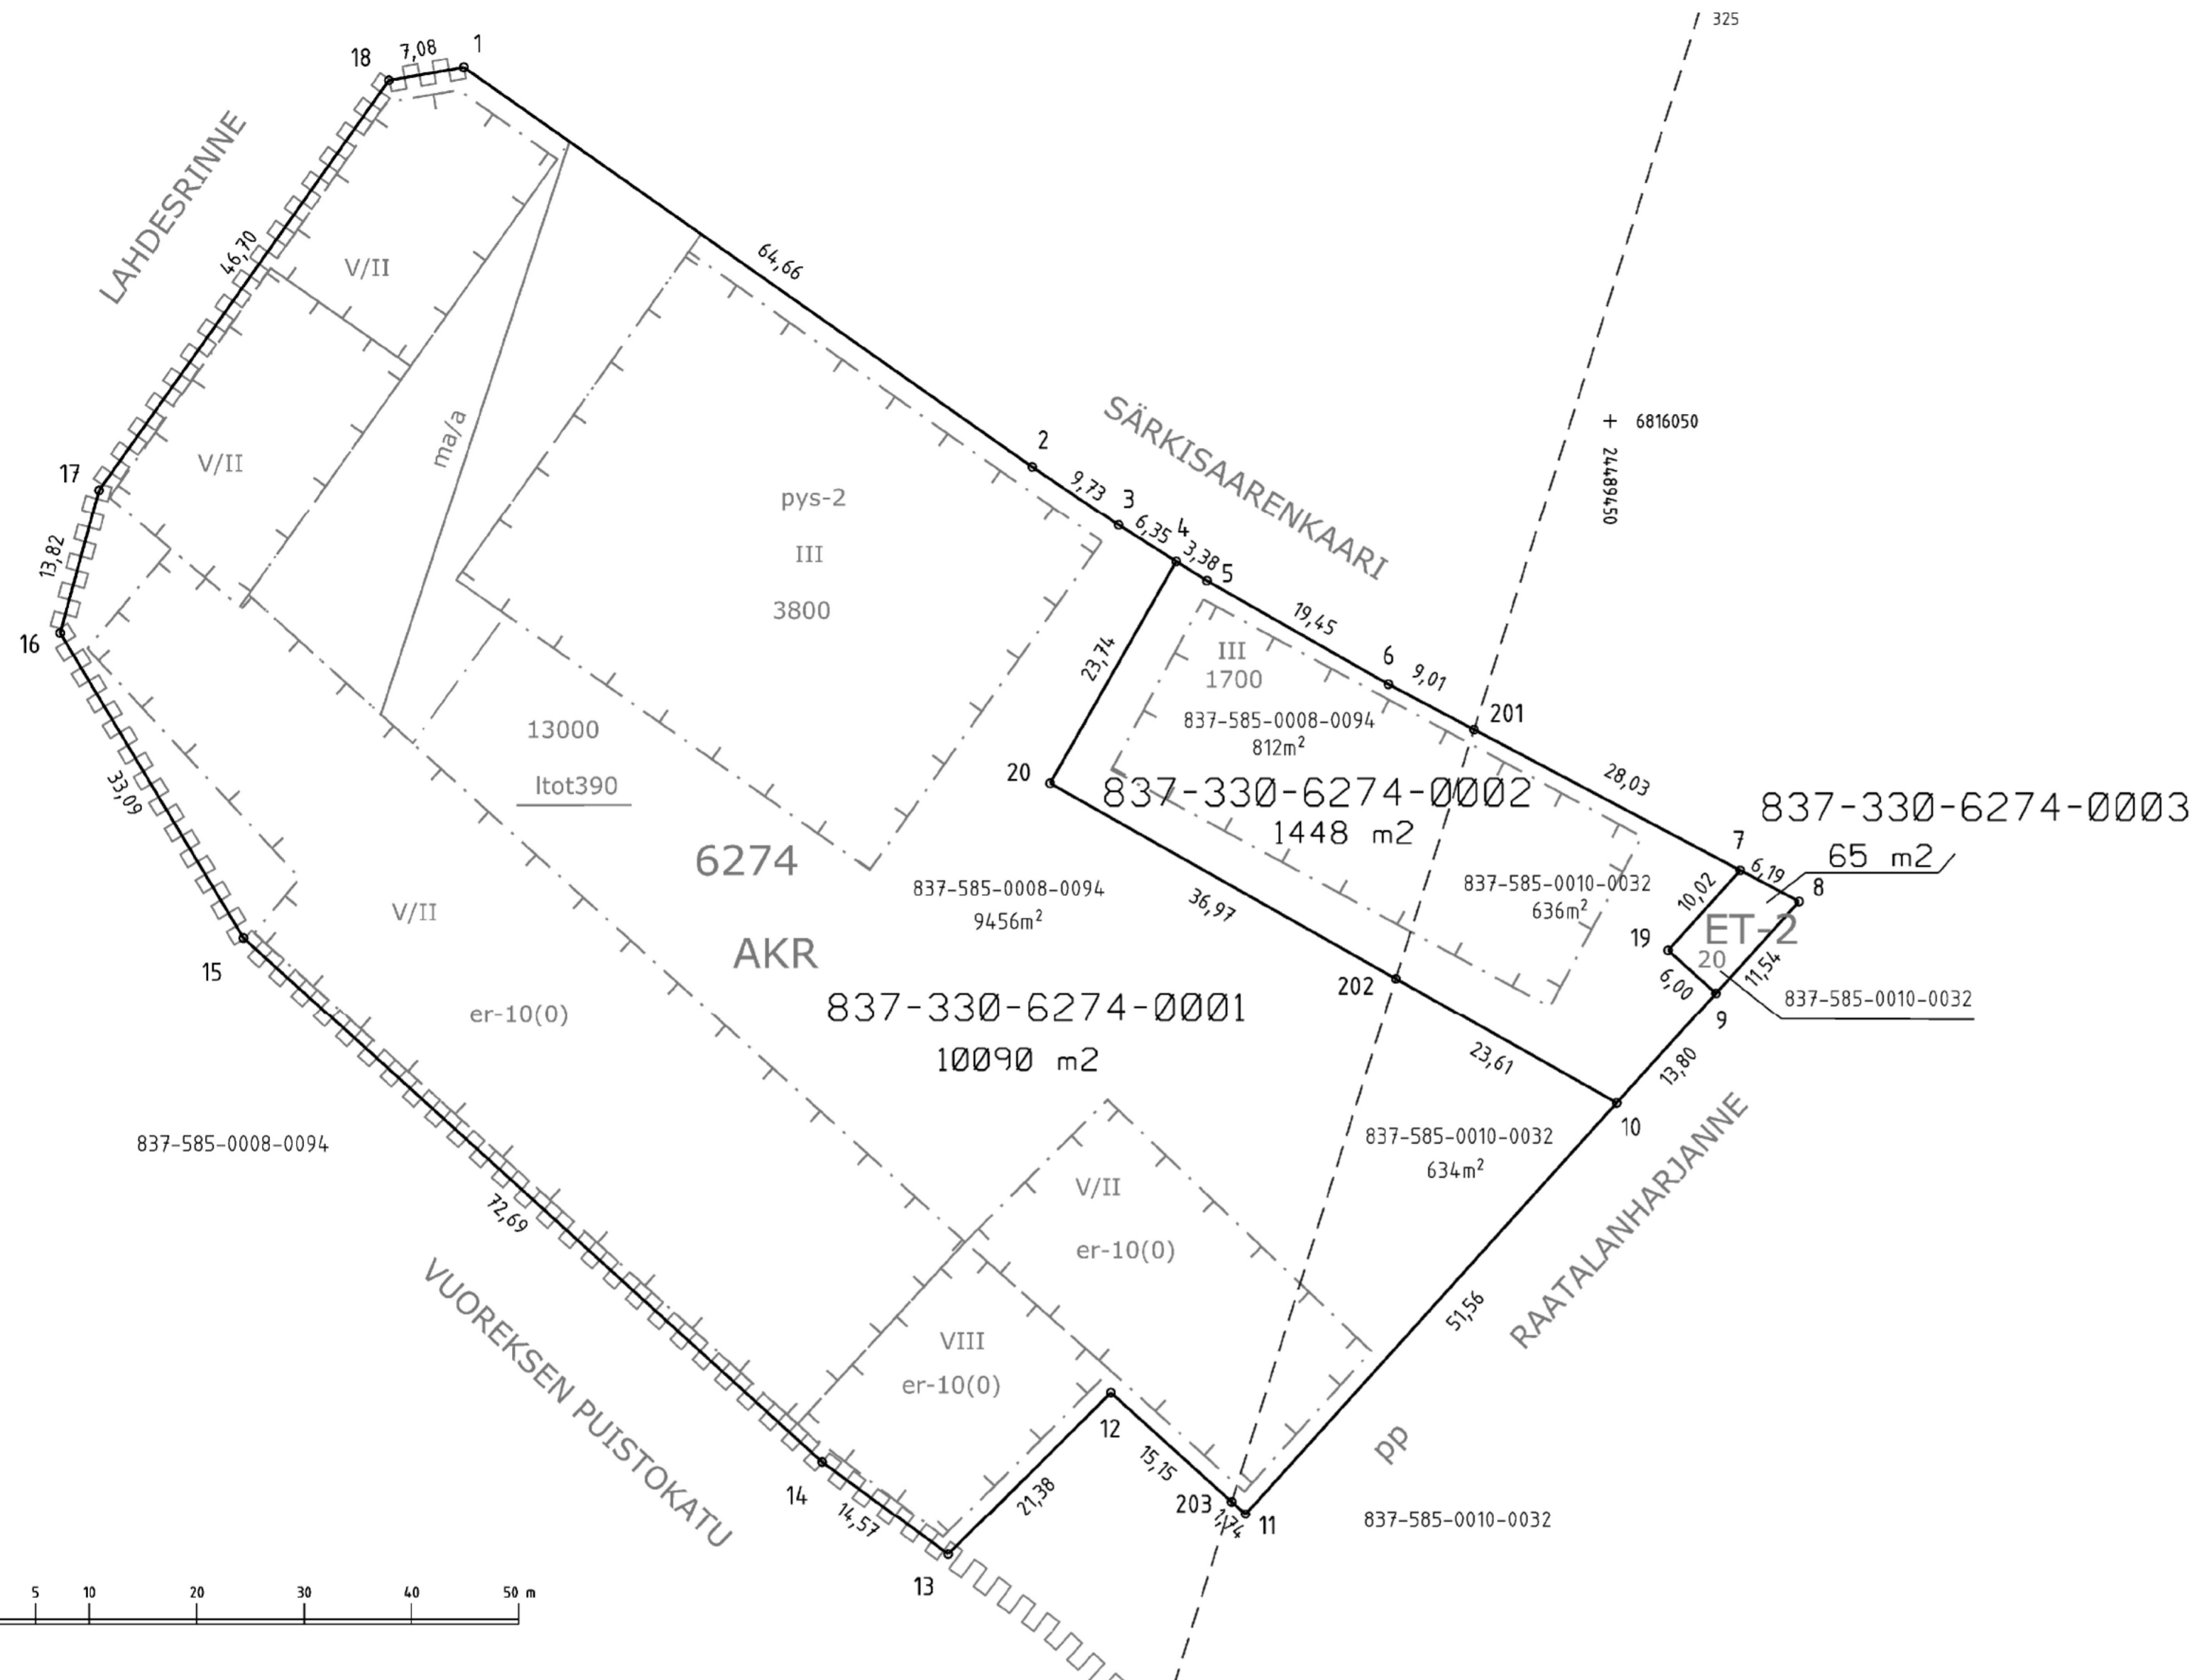 325
18
7,08
1
LAHDESRINNE
46,70
V/II
64,66
SÄRKISAARENKAARI
+ 6816050
24489450
ma/a
V/II
17
2
9,73
3
pys-2
6,35
4
3,38
5
III
13,82
3800
19,45
16
23,74
III
1700
6
9,01
201
837-585-0008-0094
812m²
13000
ltot390
20
837-330-6274-0002
1448 m2
28,03
837-330-6274-0003
65 m2
33,09
7
6,19
8
10,02
6274
837-585-0008-0094
9456m²
36,97
837-585-0010-0032
636m²
V/II
AKR
19
ET-2
20
11,54
6,00
15
202
837-585-0010-0032
9
er-10(0)
837-330-6274-0001
10090 m2
23,61
13,80
10
837-585-0008-0094
837-585-0010-0032
634m²
RAATALANHARJANNE
72,69
V/II
er-10(0)
51,56
VUOREKSEN PUISTOKATU
VIII
er-10(0)
12
pp
15,15
14
21,38
203
1,74
11
837-585-0010-0032
14,57
13
5 10 20 30 40 50 m